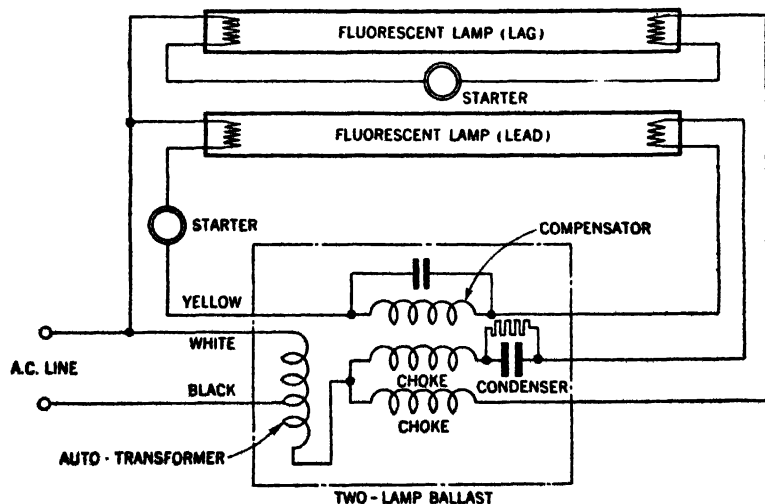 FLUORESCENT LAMP (LAG)
STARTER
FLUORESCENT LAMP (LEAD)
STARTER
COMPENSATOR
YELLOW
WHITE
A.C. LINE
CHOKE
CONDENSER
BLACK
CHOKE
AUTO - TRANSFORMER
TWO - LAMP BALLAST